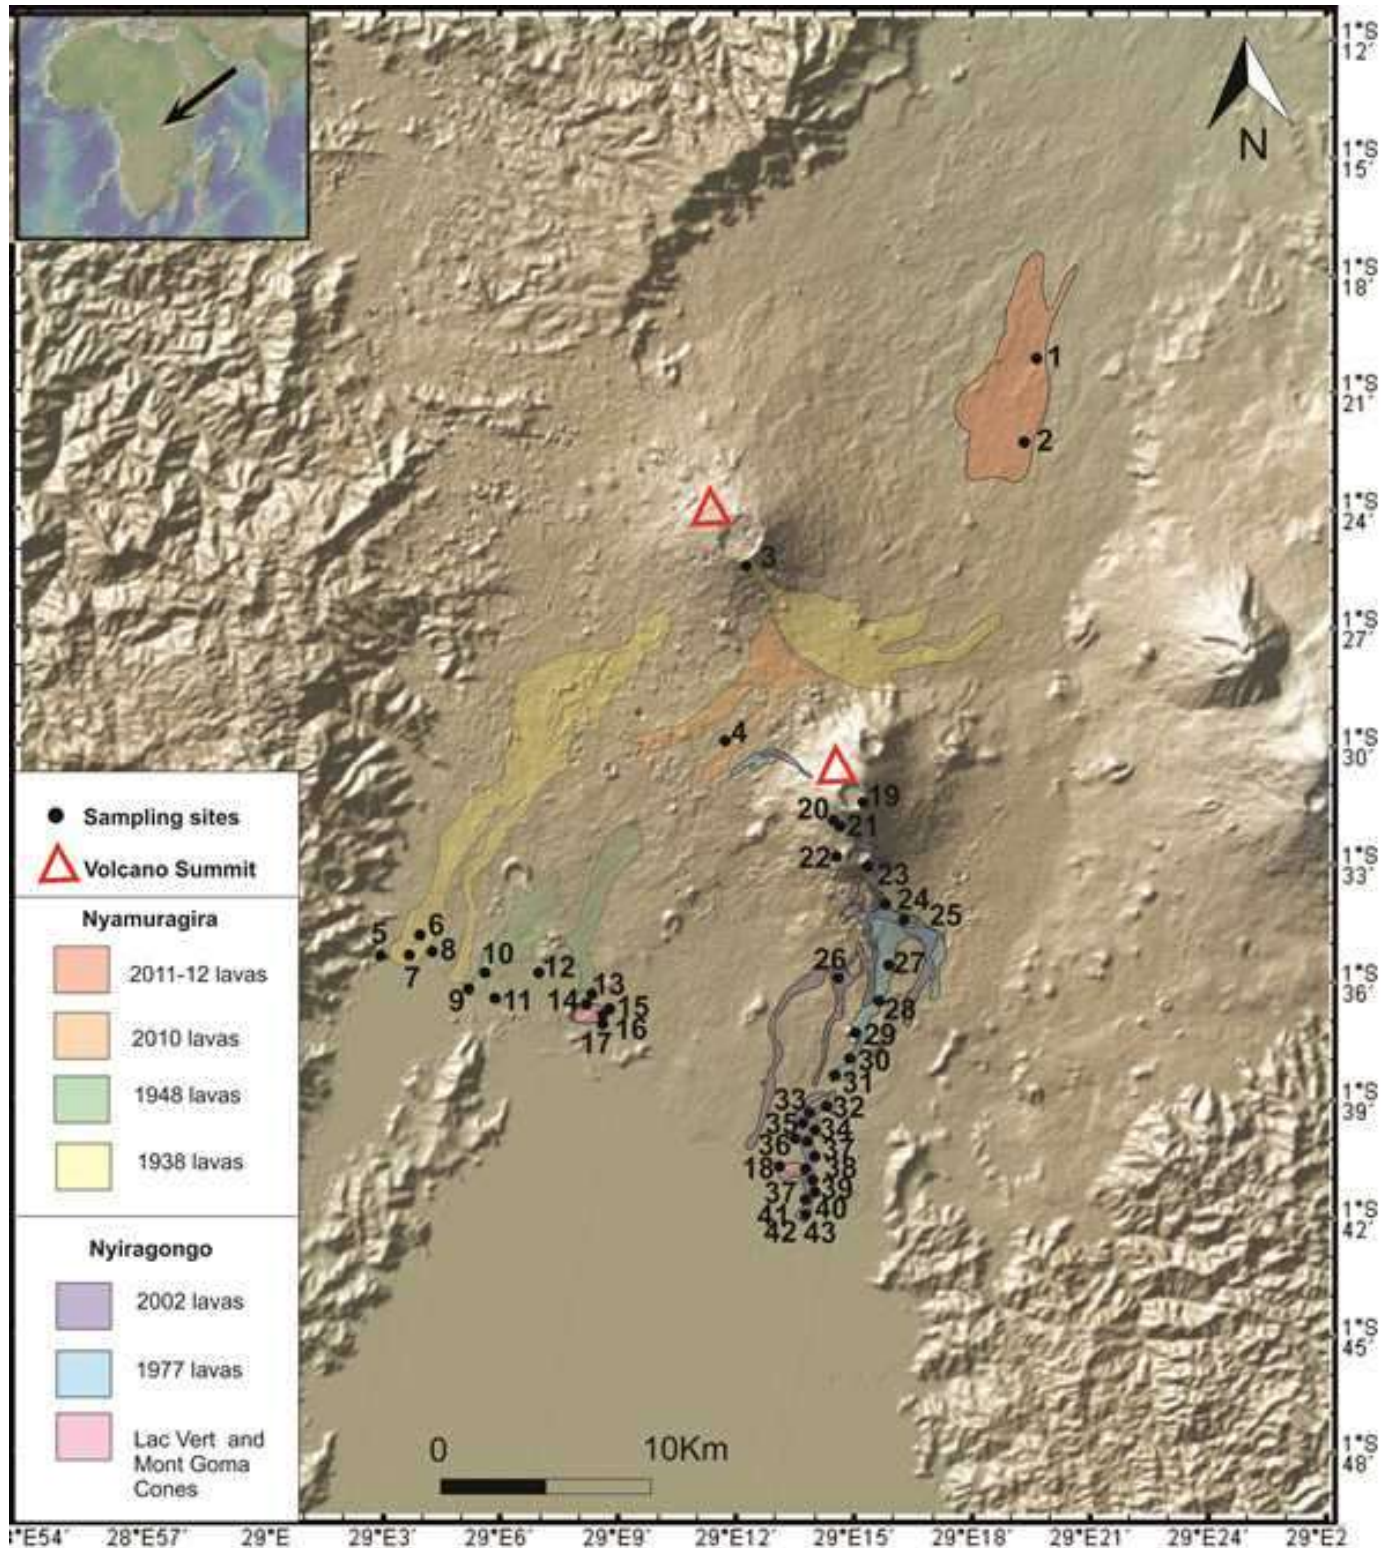 N
1°S
12´
1°S
15´
1°S
18´
1°S
21´
1°S
24´
1°S
27´
1°S
30´
1°S
33´
1°S
36´
1°S
39´
1°S
42´
1°S
45´
1°S
48´
1
2
3
4
19
20
21
22
23
24
25
5
6
7
8
10
9
11
12
13
14
15
16
17
26
27
28
29
30
31
33
32
35
34
36
37
18
38
37
39
41
40
42
43
Sampling sites
Volcano Summit
Nyamuragira
2011-12 lavas
2010 lavas
1948 lavas
1938 lavas
Nyiragongo
2002 lavas
1977 lavas
Lac Vert and
Mont Goma
Cones
0
10Km
°E54´
28°E57´
29°E
29°E3´
29°E6´
29°E9´
29°E12´
29°E15´
29°E18´
29°E21´
29°E24´
29°E2